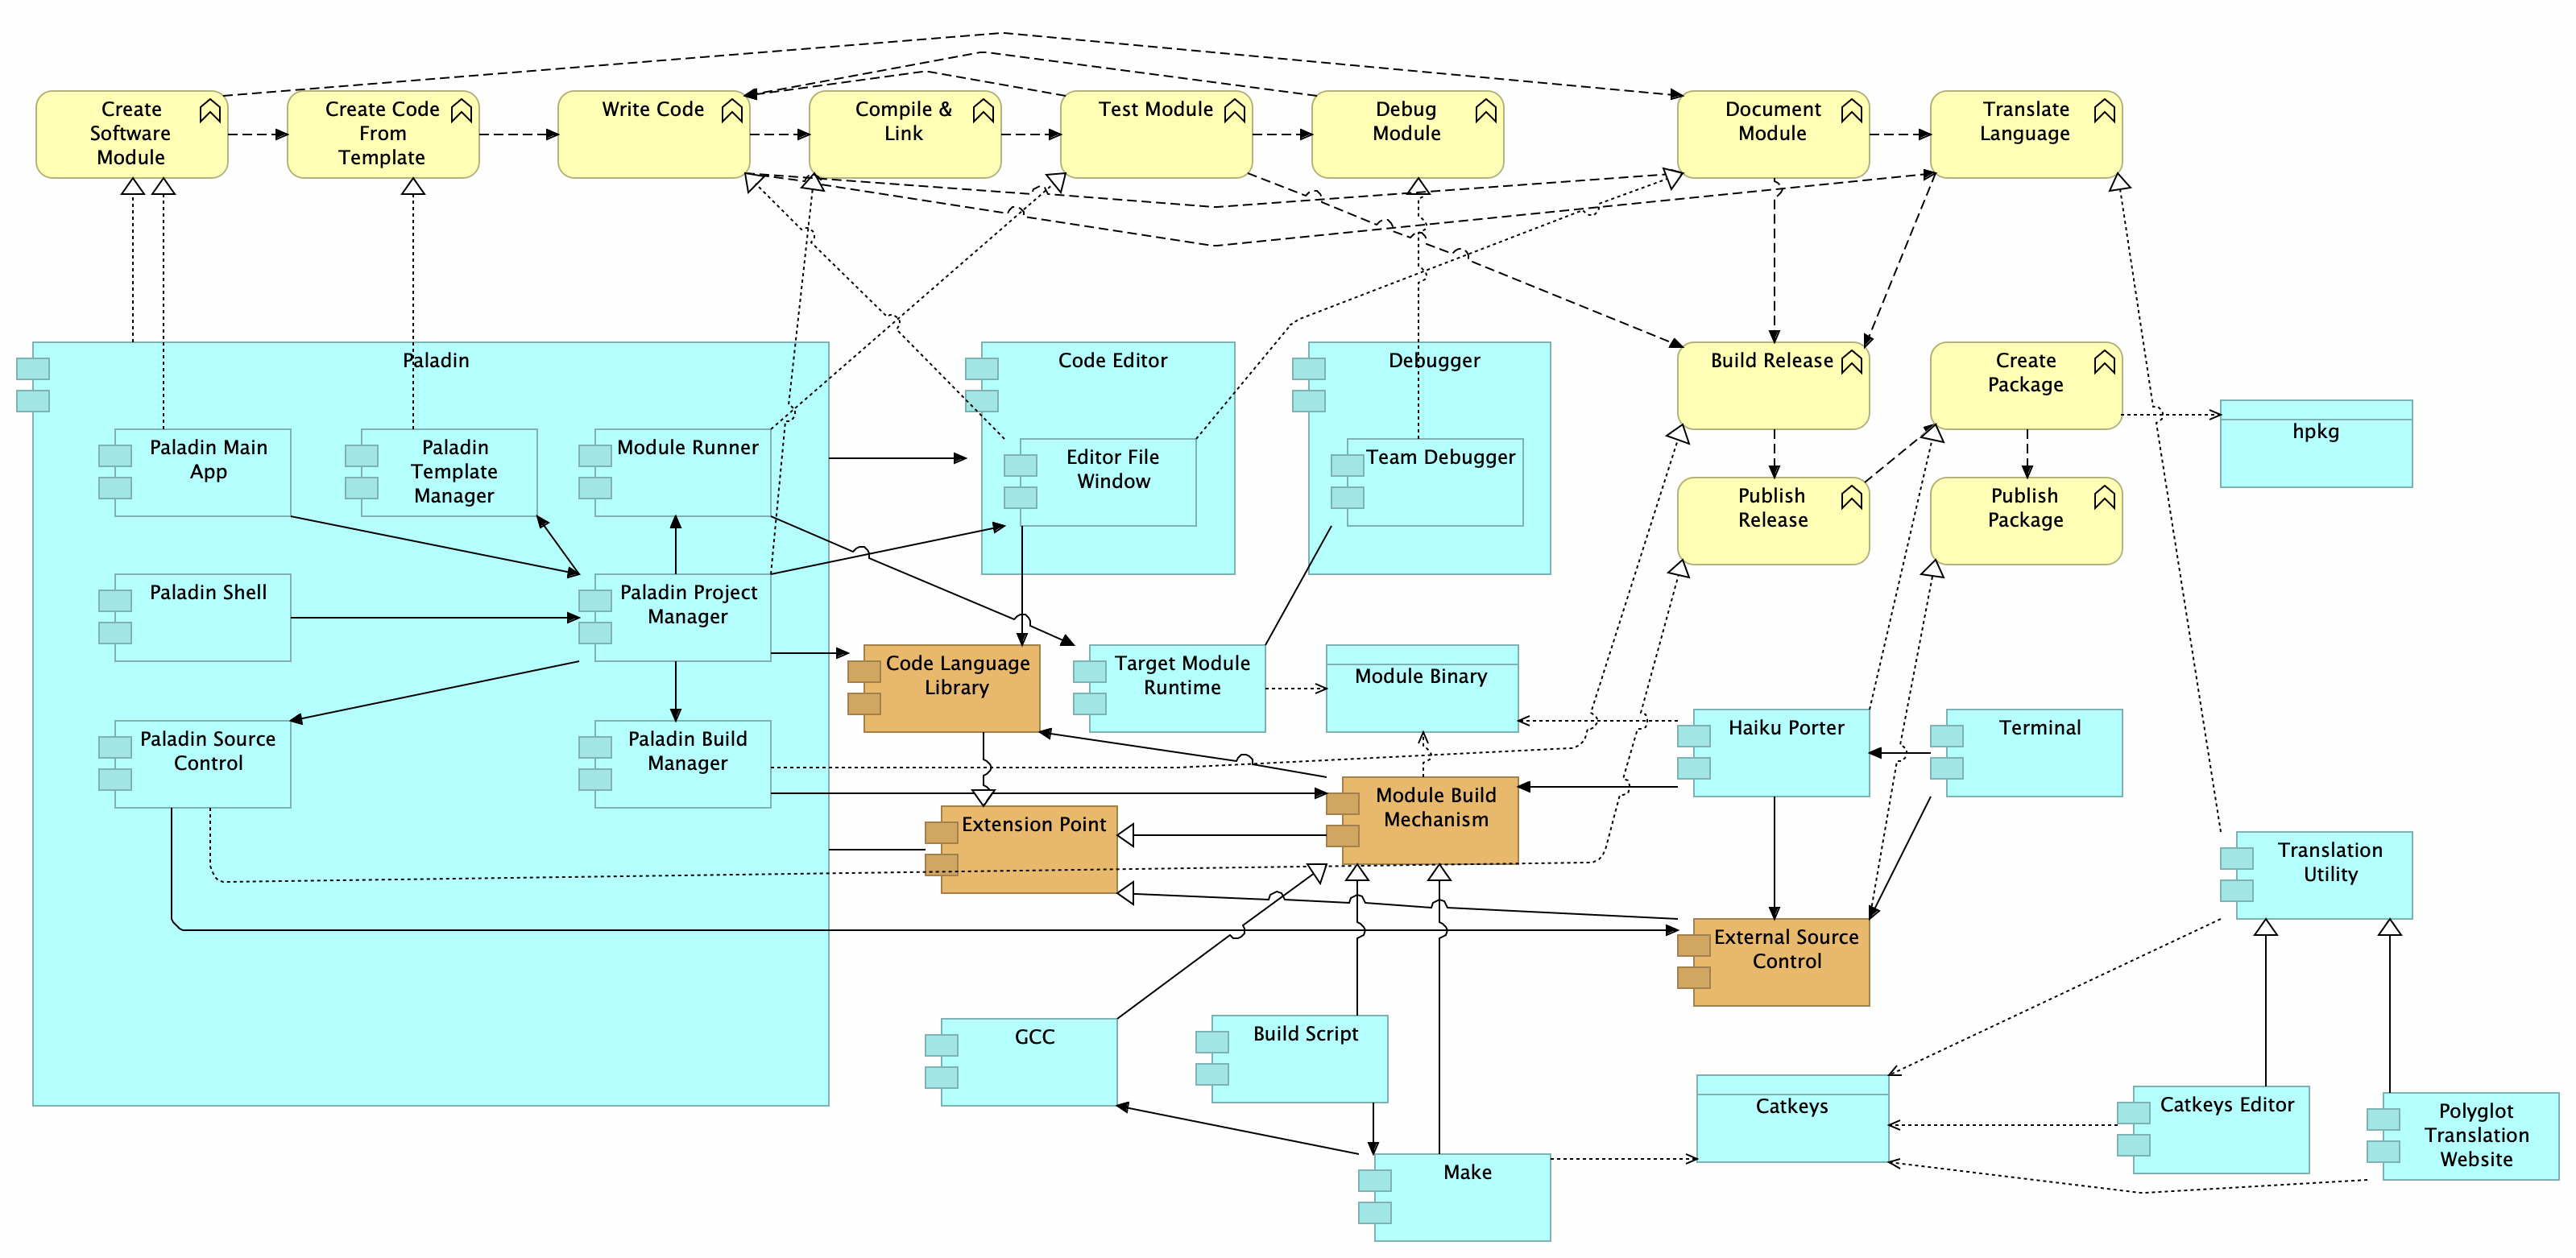 Create
Software
Module
Create Code
From
Template
Write Code
Compile &
Link
Test Module
Debug
Module
Document
Module
Translate
Language
Paladin
Code Editor
Debugger
Build Release
Create
Package
hpkg
Paladin Main
App
Paladin
Template
Manager
Module Runner
Editor File
Window
Team Debugger
Publish
Release
Publish
Package
Paladin Shell
Paladin Project
Manager
Code Language
Library
Target Module
Runtime
Module Binary
Paladin Source
Control
Paladin Build
Manager
Haiku Porter
Terminal
Extension Point
Module Build
Mechanism
Translation
Utility
External Source
Control
GCC
Build Script
Catkeys
Catkeys Editor
Polyglot
Translation
Website
Make